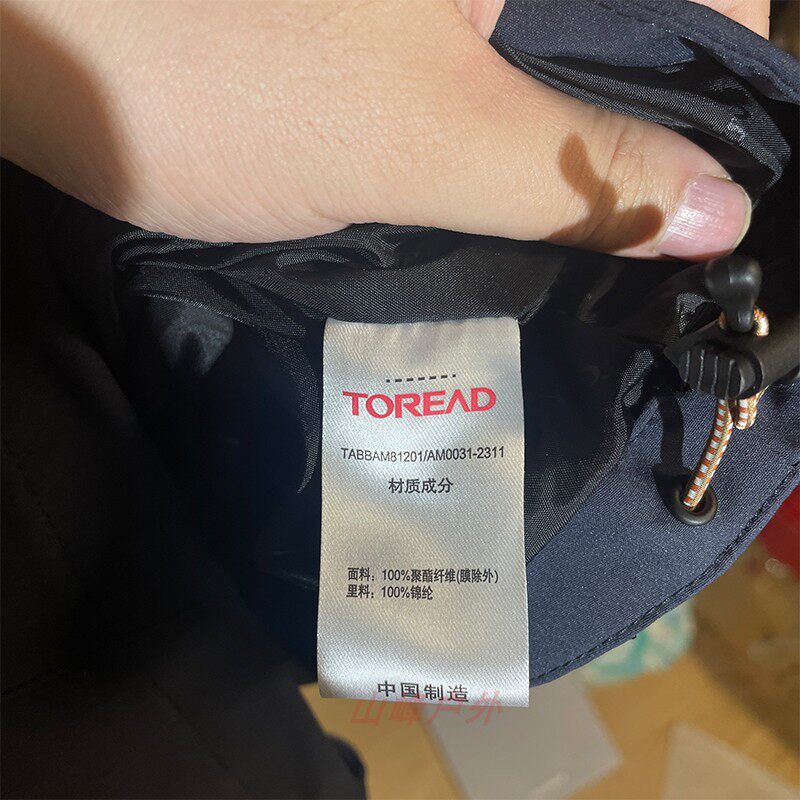 TOREAD
TABBAM81201/AM0031-2311
材质成分
面料：100%聚酯纤维(膜除外)
里料：100%锦纶
中国制造
山峰户外